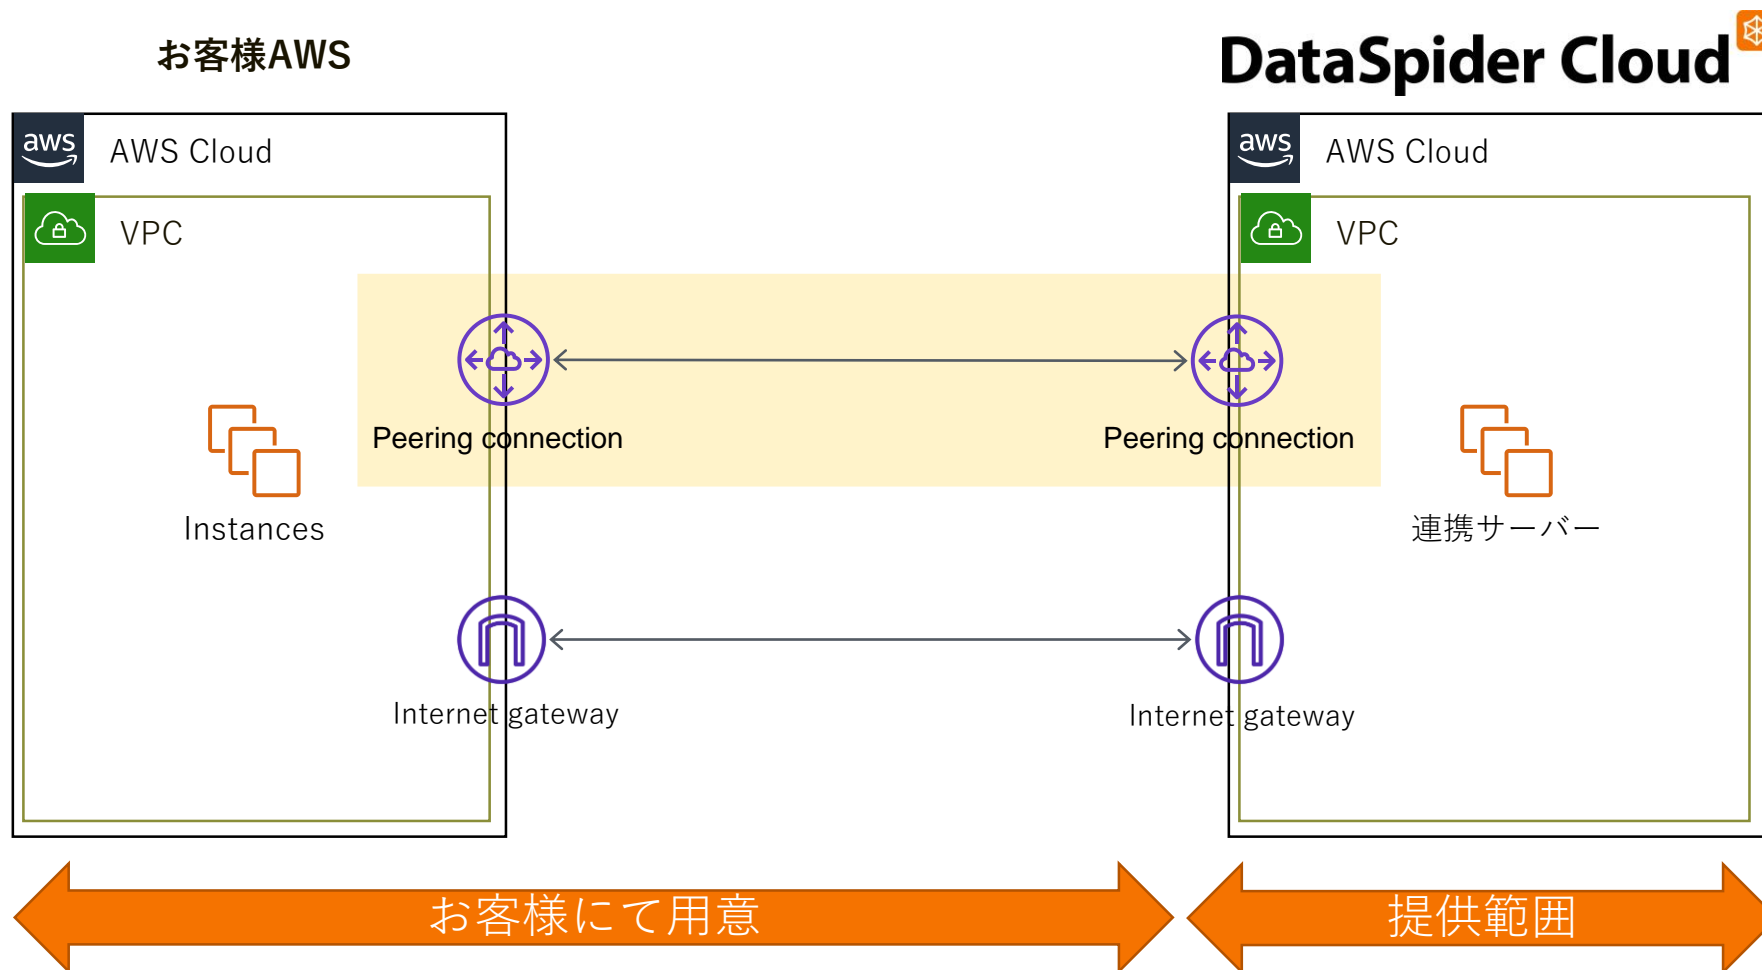 お客様AWS
DataSpider Cloud
aws
AWS Cloud
VPC
Peering connection
Instances
Internet gateway
aws
AWS Cloud
VPC
Peering connection
連携サーバー
Internet gateway
お客様にて用意
提供範囲